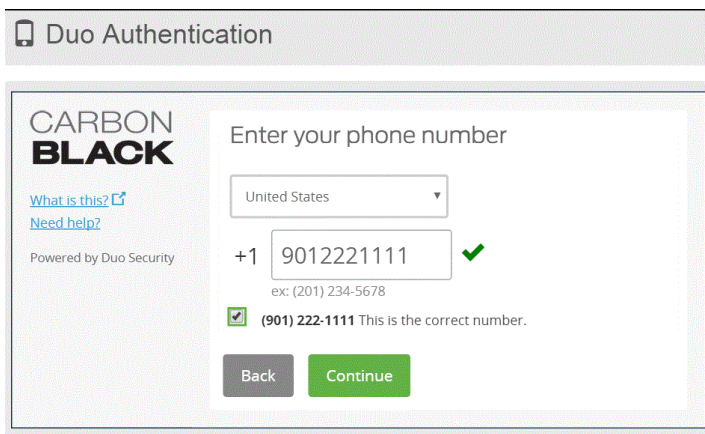 Duo Authentication
CARBON
BLACK
What is this?
Need help?
Powered by Duo Security
Enter your phone number
United States
+1 9012221111
ex: (201) 234-5678
(901) 222-1111 This is the correct number.
Back Continue